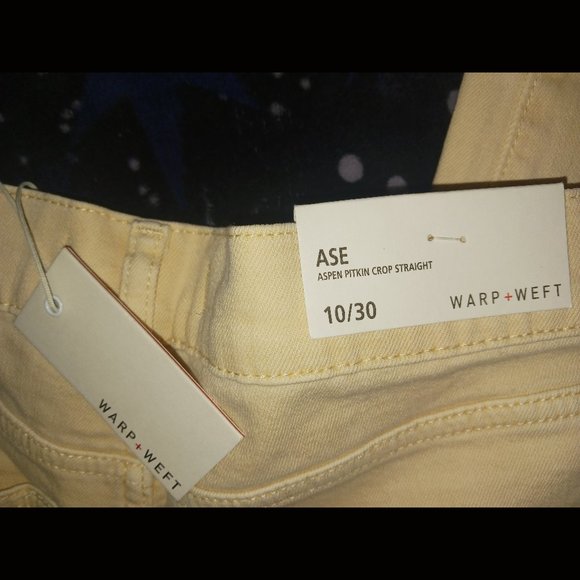 ASE
ASPEN PITKIN CROP STRAIGHT
10/30
WARP+WEFT
WARP+WEFT